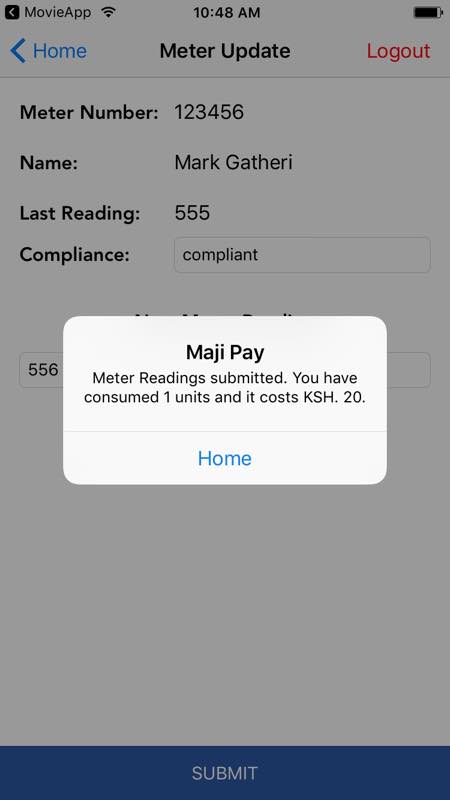 MovieApp 10:48 AM
Home Meter Update Logout
Meter Number: 123456
Name: Mark Gatheri
Last Reading: 555
Compliance: compliant
Maji Pay
556
Meter Readings submitted. You have
consumed 1 units and it costs KSH. 20.
Home
SUBMIT